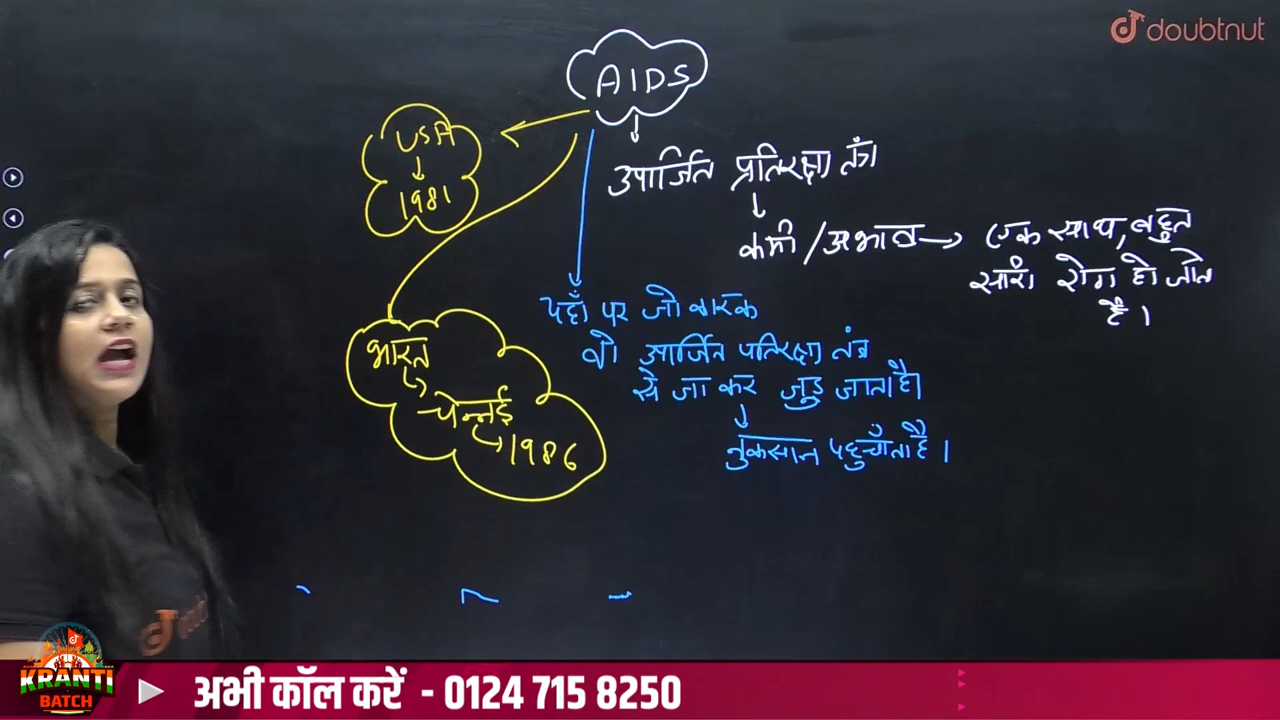 doubtnut
AIDS
USA
1981
उपार्जित प्रतिरक्षा तंत्र
कमी / अभाव → एक साथ, बहुत
सारे रोग हो जाते
है।
यहाँ पर जो कारक
वो उपार्जित प्रतिरक्षा तंत्र
से जा कर जुड़ जाता है।
नुकसान पहुचाँता है।
भारत
चेन्नई
1986
KRANTI
BATCH
अभी कॉल करें - 0124 715 8250